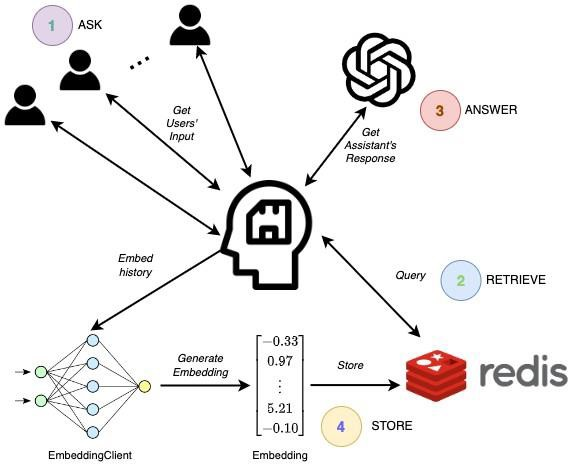 1 ASK
...
Get
Users'
Input
3 ANSWER
Get
Assistant's
Response
Embed
history
Query
2 RETRIEVE
Generate
Embedding
−0.33
0.97
⋮
5.21
−0.10
Store
redis
4 STORE
EmbeddingClient
Embedding